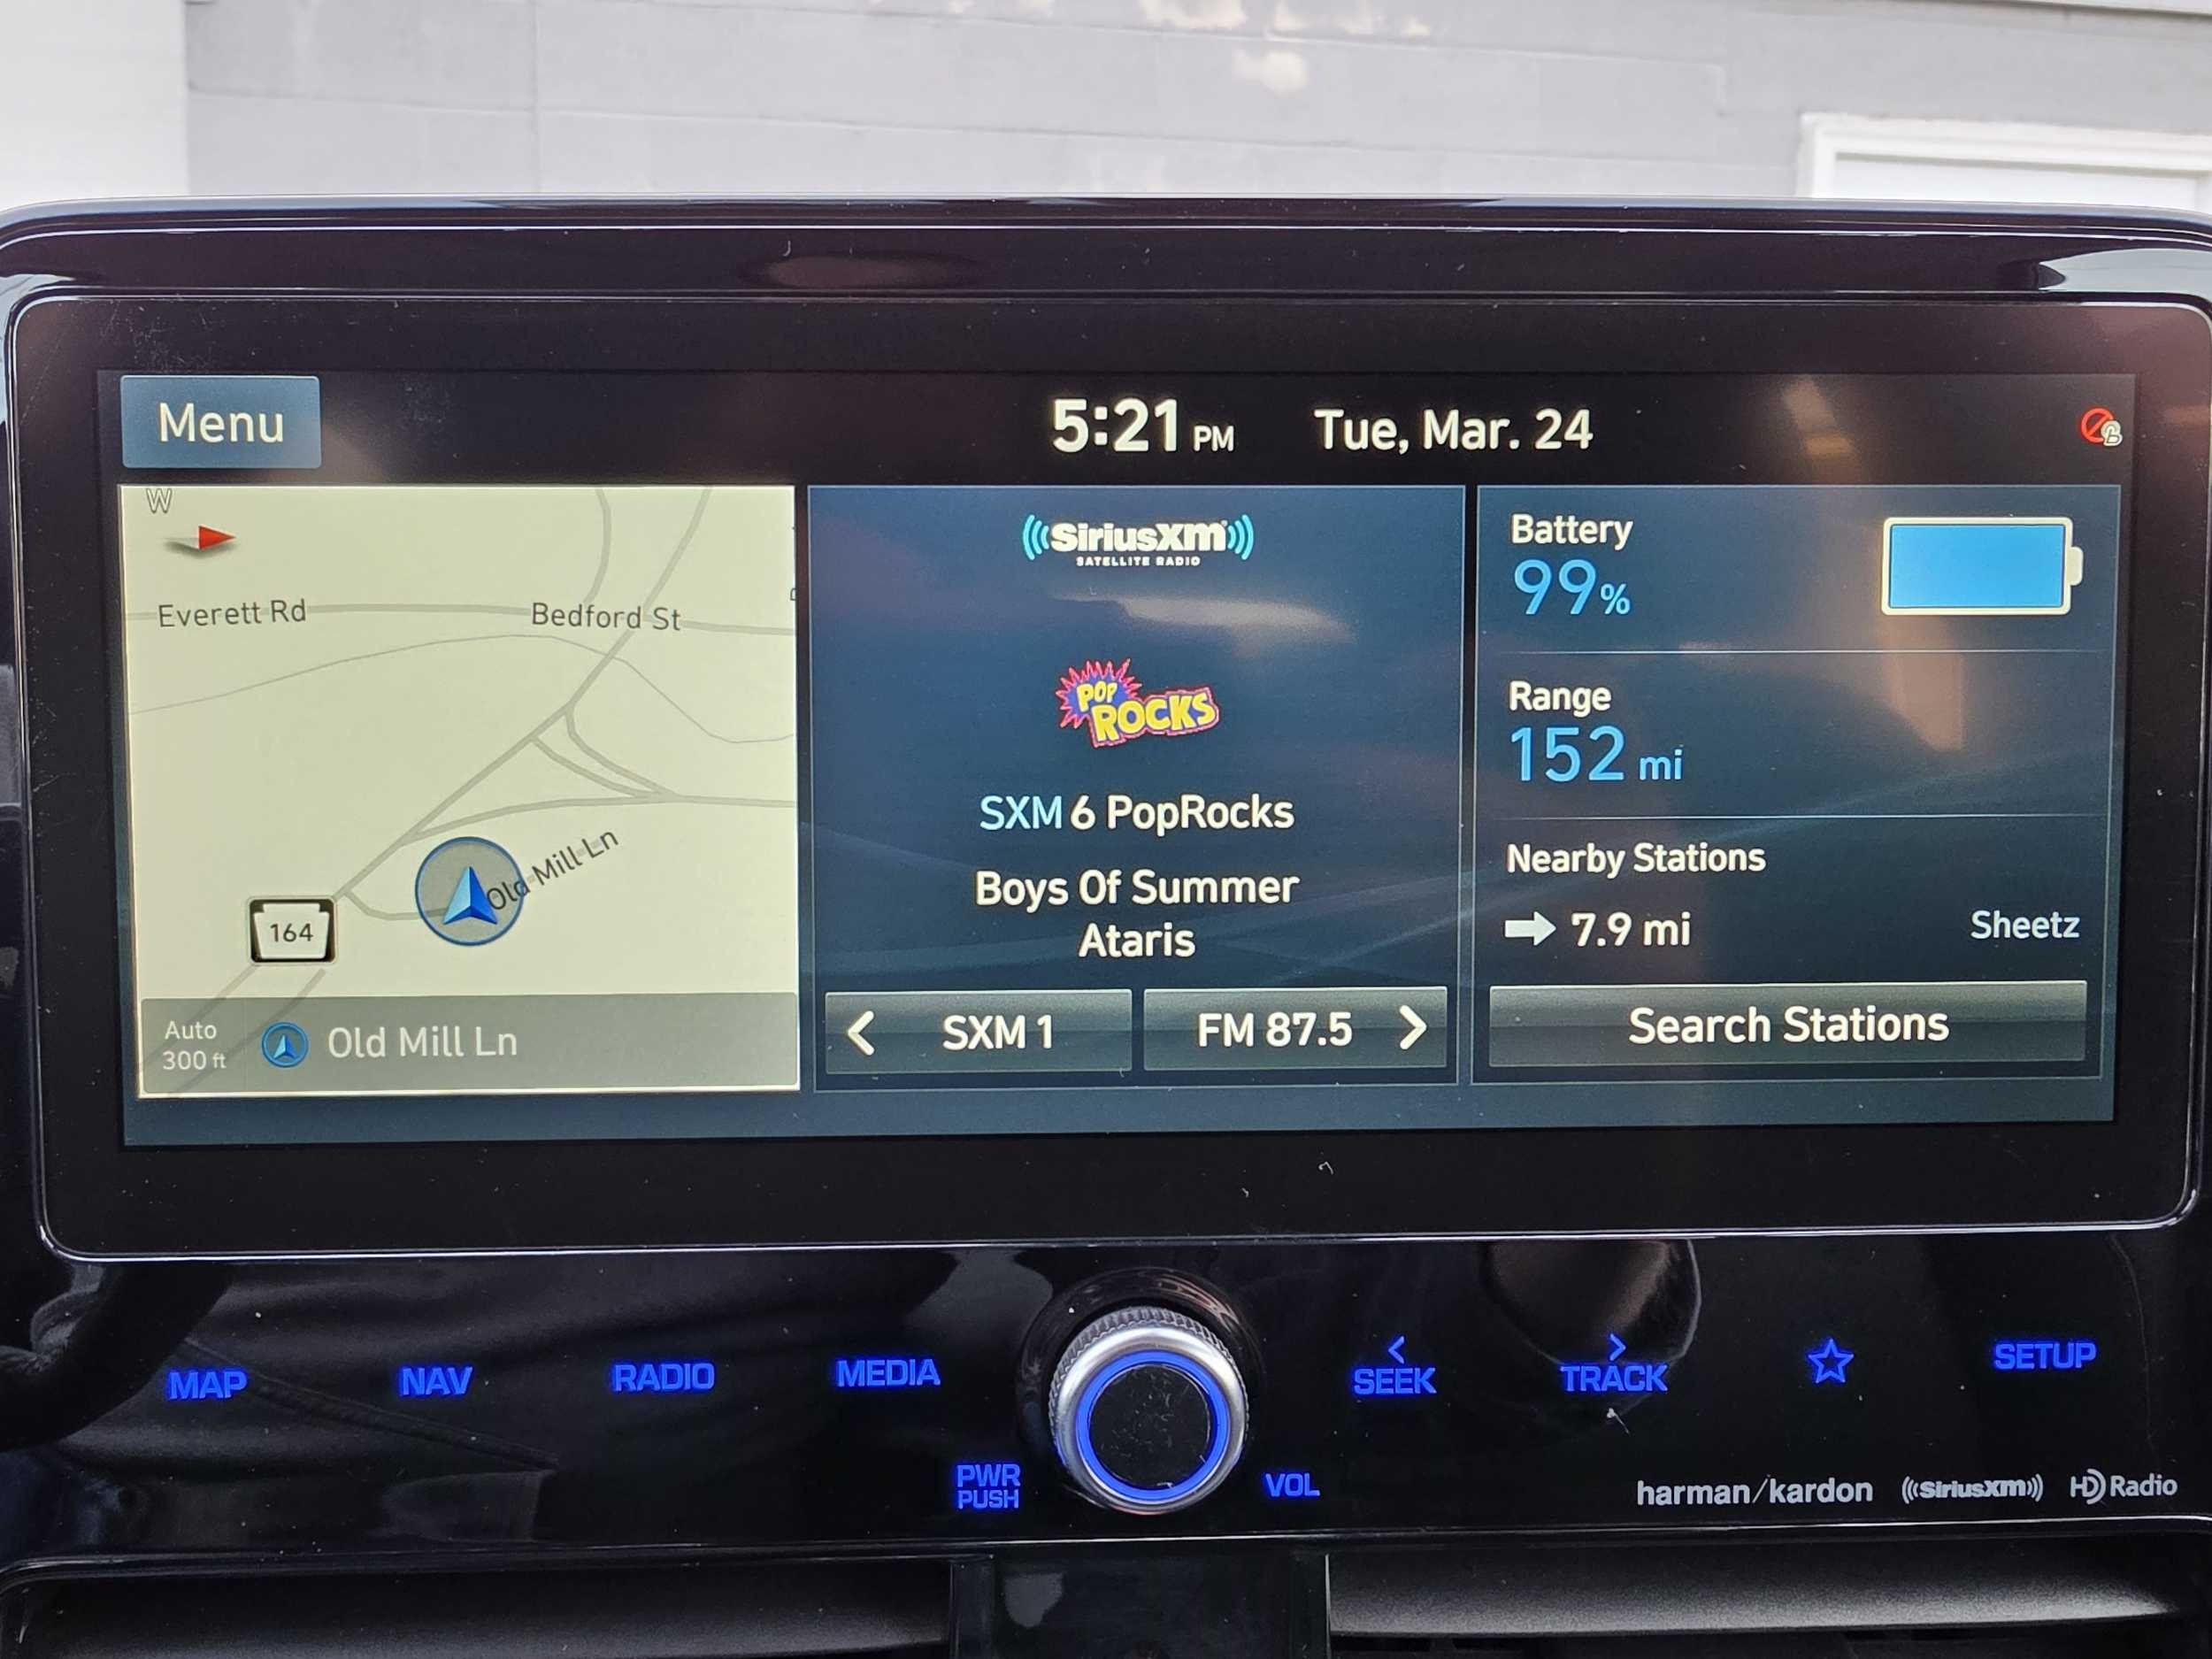 Menu
5:21 PM
Tue, Mar. 24
W
Everett Rd
Bedford St
Old Mill Ln
164
Auto
300 ft
Old Mill Ln
SiriusXM
SATELLITE RADIO
POP
ROCKS
SXM 6 PopRocks
Boys Of Summer
Ataris
< SXM 1
FM 87.5 >
Battery
99%
Range
152 mi
Nearby Stations
7.9 mi
Sheetz
Search Stations
MAP
NAV
RADIO
MEDIA
PWR
PUSH
VOL
<
SEEK
>
TRACK
SETUP
harman/kardon
SiriusXM
HD Radio